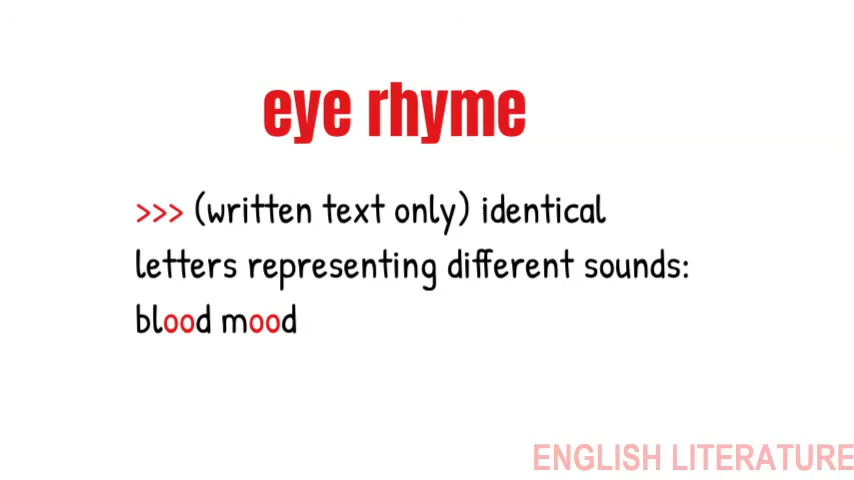 eye rhyme
>>> (written text only) identical
letters representing different sounds:
blood mood
ENGLISH LITERATURE